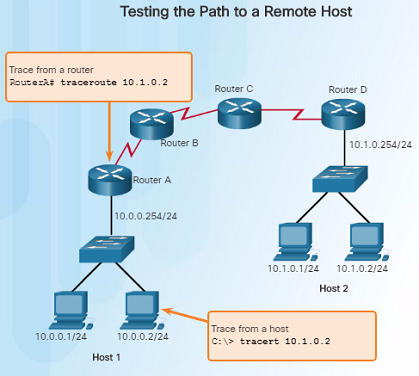 Testing the Path to a Remote Host
Trace from a router
RouterA# traceroute 10.1.0.2
Router C
Router D
Router B
10.1.0.254/24
Router A
10.0.0.254/24
10.1.0.1/24
10.1.0.2/24
Host 2
Trace from a host
C:\> tracert 10.1.0.2
10.0.0.1/24
10.0.0.2/24
Host 1